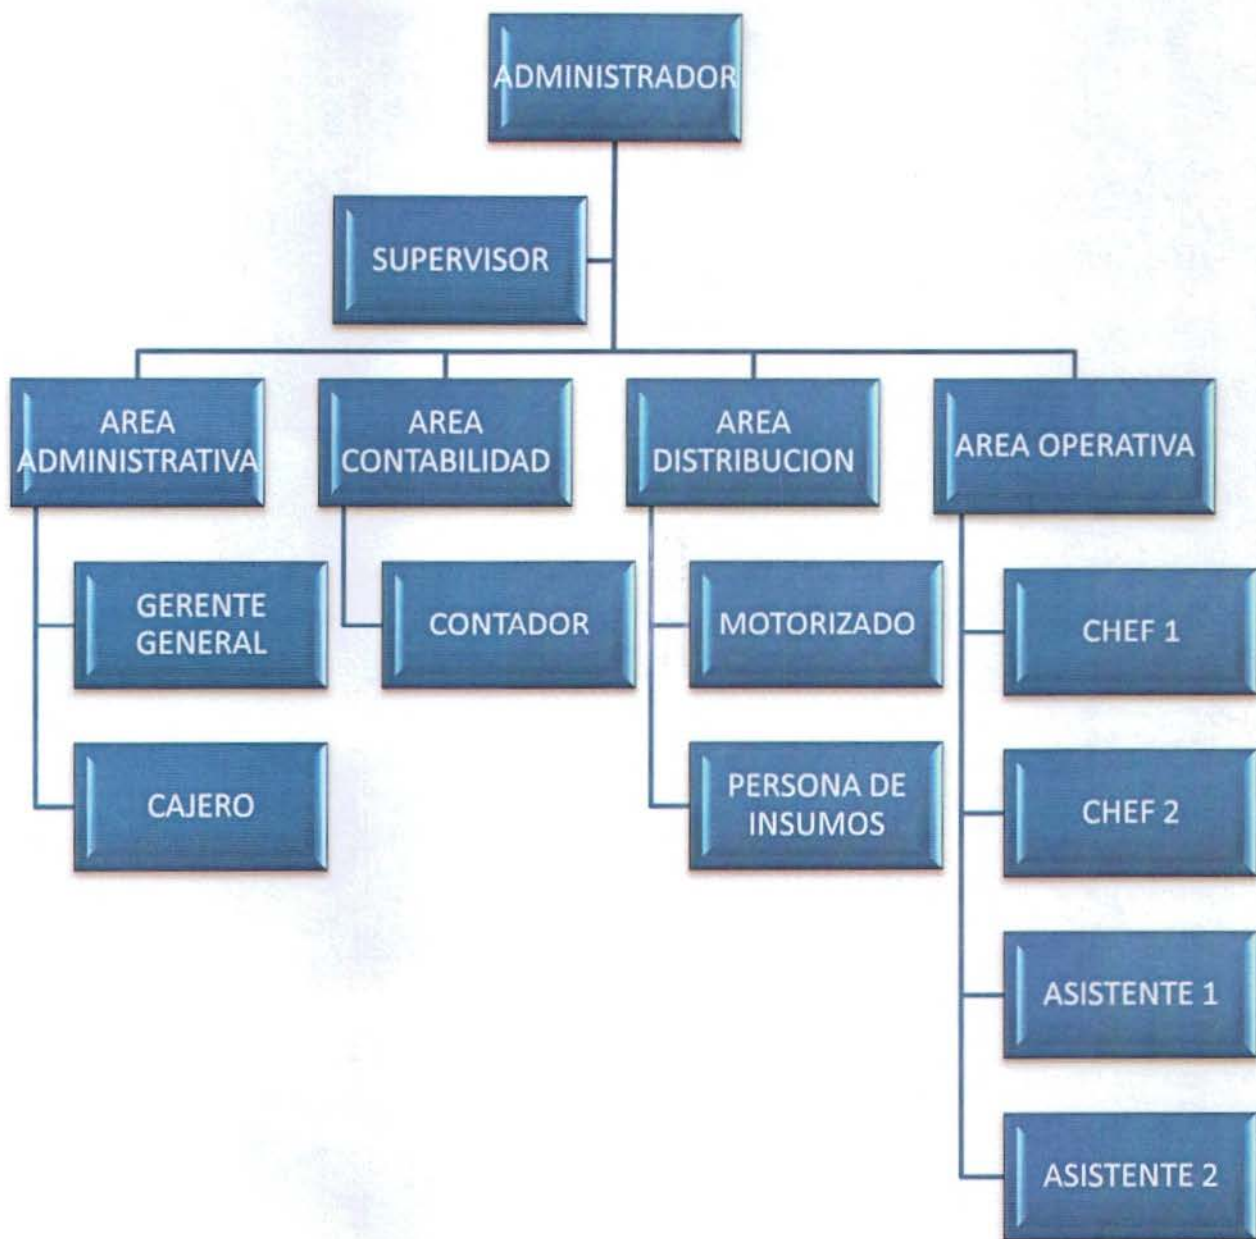 ADMINISTRADOR
SUPERVISOR
AREA
ADMINISTRATIVA
AREA
CONTABILIDAD
AREA
DISTRIBUCION
AREA OPERATIVA
GERENTE
GENERAL
CAJERO
CONTADOR
MOTORIZADO
PERSONA DE
INSUMOS
CHEF 1
CHEF 2
ASISTENTE 1
ASISTENTE 2